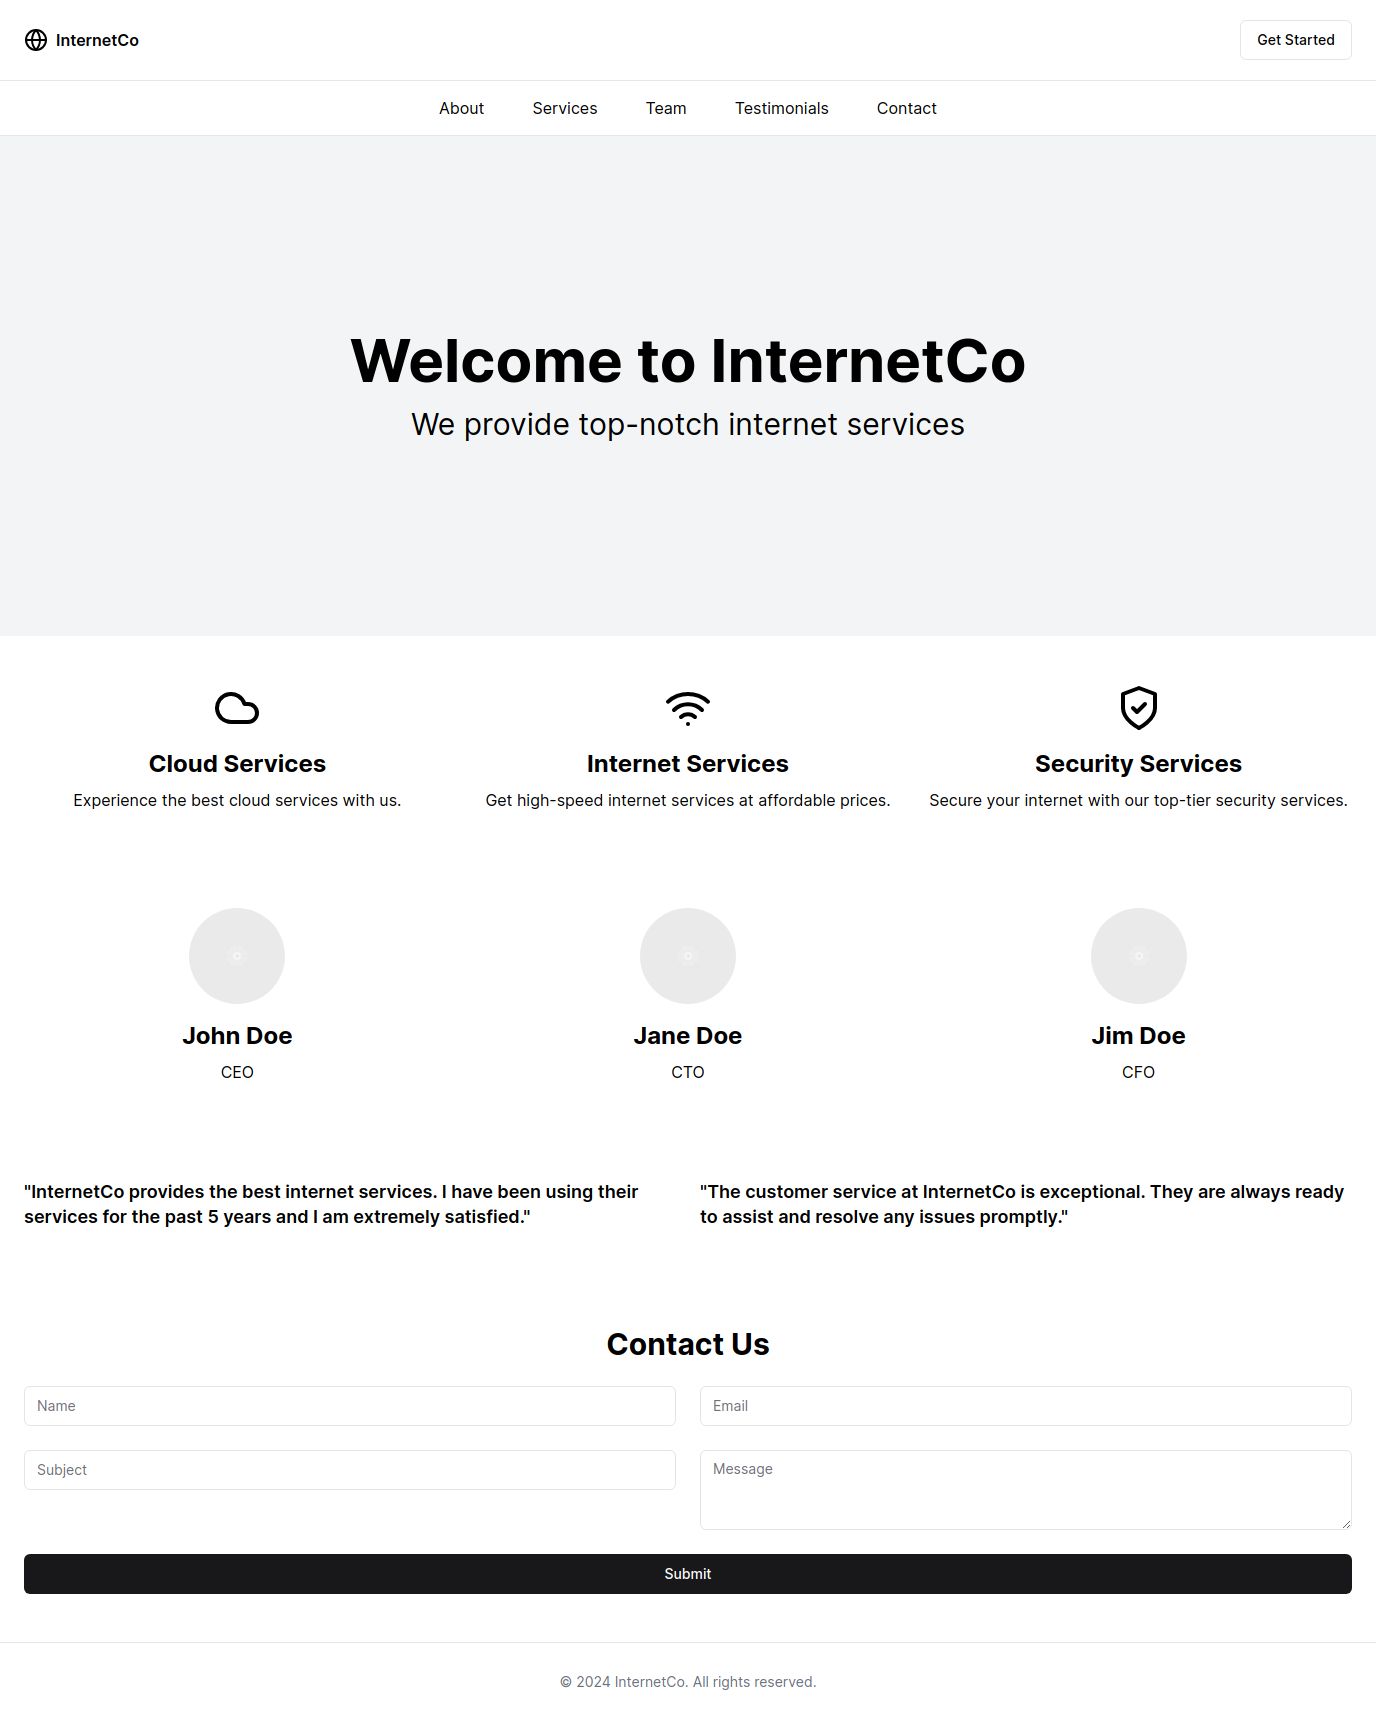 InternetCo
Get Started
About
Services
Team
Testimonials
Contact
Welcome to InternetCo
We provide top-notch internet services
Cloud Services
Experience the best cloud services with us.
Internet Services
Get high-speed internet services at affordable prices.
Security Services
Secure your internet with our top-tier security services.
John Doe
CEO
Jane Doe
CTO
Jim Doe
CFO
"InternetCo provides the best internet services. I have been using their
services for the past 5 years and I am extremely satisfied."
"The customer service at InternetCo is exceptional. They are always ready
to assist and resolve any issues promptly."
Contact Us
Name
Email
Subject
Message
Submit
© 2024 InternetCo. All rights reserved.